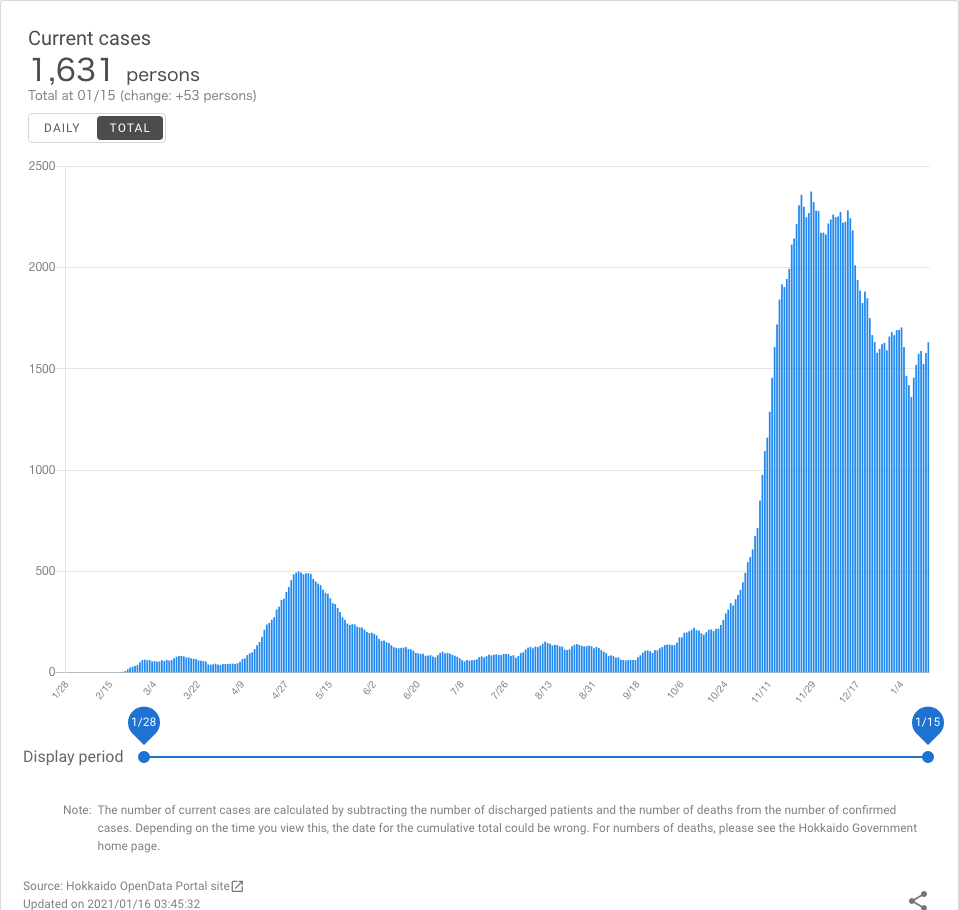 Current cases
1,631 persons
Total at 01/15 (change: +53 persons)
DAILY TOTAL
2500
2000
1500
1000
500
0
1/28 2/15 3/4 3/22 4/9 4/27 5/15 6/2 6/20 7/8 7/26 8/13 8/31 9/18 10/6 10/24 11/11 11/29 12/17 1/4
1/28 1/15
Display period
Note: The number of current cases are calculated by subtracting the number of discharged patients and the number of deaths from the number of confirmed
cases. Depending on the time you view this, the date for the cumulative total could be wrong. For numbers of deaths, please see the Hokkaido Government
home page.
Source: Hokkaido OpenData Portal site
Updated on 2021/01/16 03:45:32